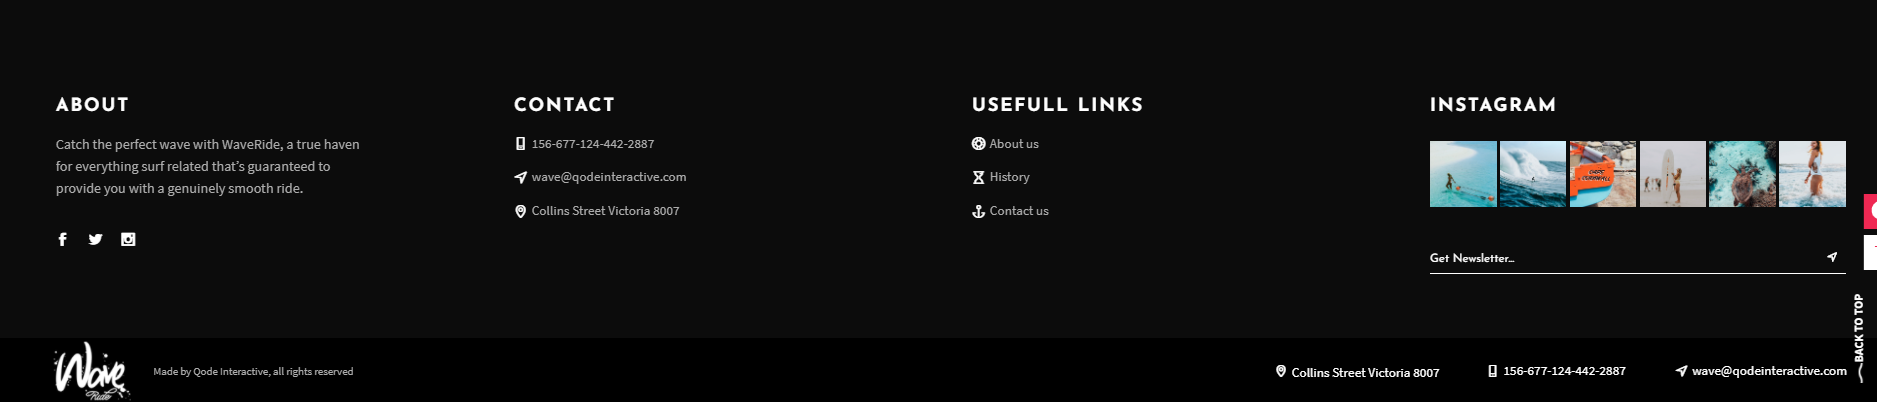 ABOUT
Catch the perfect wave with WaveRide, a true haven
for everything surf related that's guaranteed to
provide you with a genuinely smooth ride.
CONTACT
156-677-124-442-2887
wave@qodeinteractive.com
Collins Street Victoria 8007
USEFULL LINKS
About us
History
Contact us
INSTAGRAM
Get Newsletter...
BACK TO TOP
Wave
Ride
Made by Qode Interactive, all rights reserved
Collins Street Victoria 8007
156-677-124-442-2887
wave@qodeinteractive.com